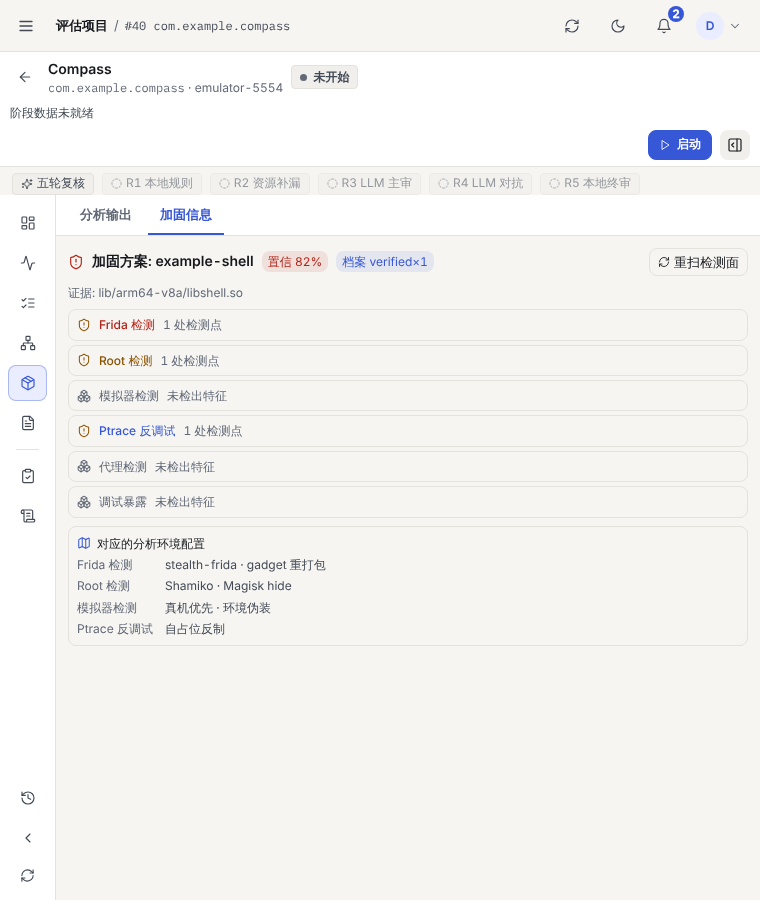 评估项目 / #40 com.example.compass
2
D
Compass
com.example.compass · emulator-5554
未开始
阶段数据未就绪
启动
五轮复核
R1 本地规则
R2 资源补漏
R3 LLM 主审
R4 LLM 对抗
R5 本地终审
分析输出
加固信息
加固方案: example-shell
置信 82%
档案 verified×1
重扫检测面
证据: lib/arm64-v8a/libshell.so
Frida 检测 1 处检测点
Root 检测 1 处检测点
模拟器检测 未检出特征
Ptrace 反调试 1 处检测点
代理检测 未检出特征
调试暴露 未检出特征
对应的分析环境配置
Frida 检测 stealth-frida · gadget 重打包
Root 检测 Shamiko · Magisk hide
模拟器检测 真机优先 · 环境伪装
Ptrace 反调试 自占位反制